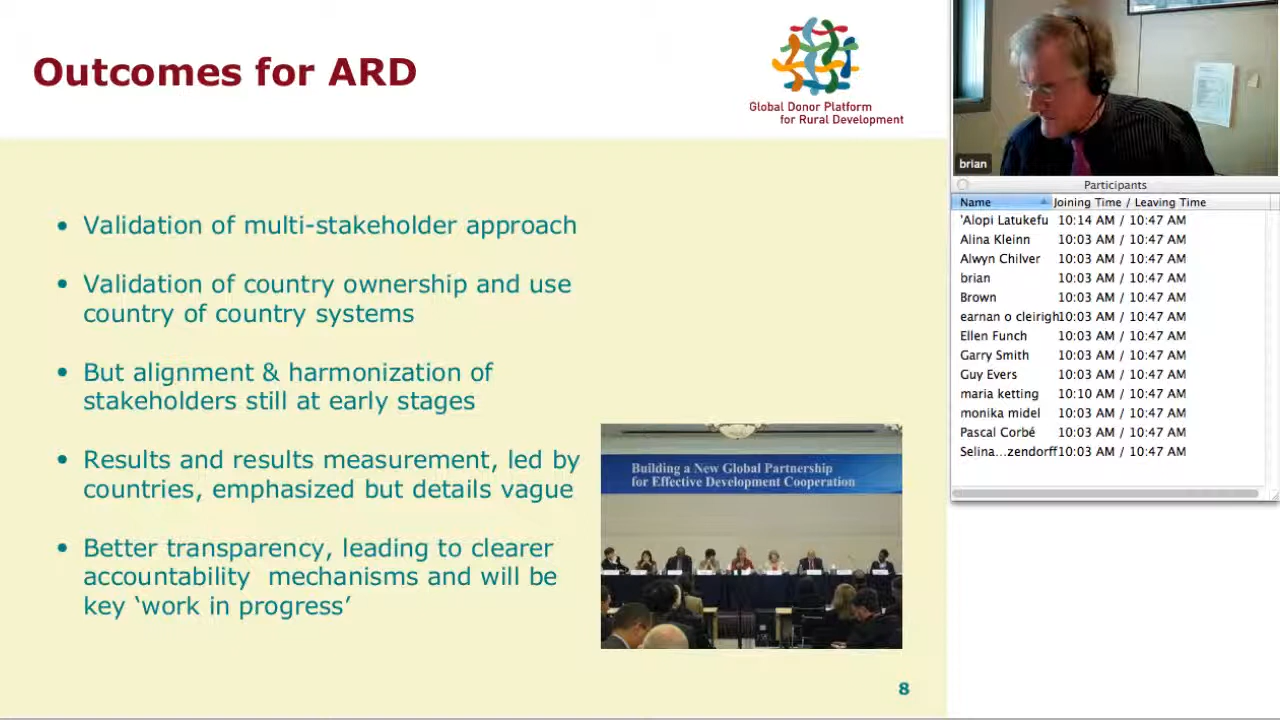 Outcomes for ARD
Global Donor Platform
for Rural Development
• Validation of multi-stakeholder approach
• Validation of country ownership and use
country of country systems
• But alignment & harmonization of
stakeholders still at early stages
• Results and results measurement, led by
countries, emphasized but details vague
• Better transparency, leading to clearer
accountability mechanisms and will be
key ‘work in progress’
Building a New Global Partnership
for Effective Development Cooperation
8
brian
Participants
Name Joining Time / Leaving Time
'Alopi Latukefu 10:14 AM / 10:47 AM
Alina Kleinn 10:03 AM / 10:47 AM
Alwyn Chilver 10:03 AM / 10:47 AM
brian 10:03 AM / 10:47 AM
Brown 10:03 AM / 10:47 AM
earnan o cleirigh 10:03 AM / 10:47 AM
Ellen Funch 10:03 AM / 10:47 AM
Garry Smith 10:03 AM / 10:47 AM
Guy Evers 10:03 AM / 10:47 AM
maria ketting 10:10 AM / 10:47 AM
monika midel 10:03 AM / 10:47 AM
Pascal Corbé 10:03 AM / 10:47 AM
Selina...zendorff 10:03 AM / 10:47 AM